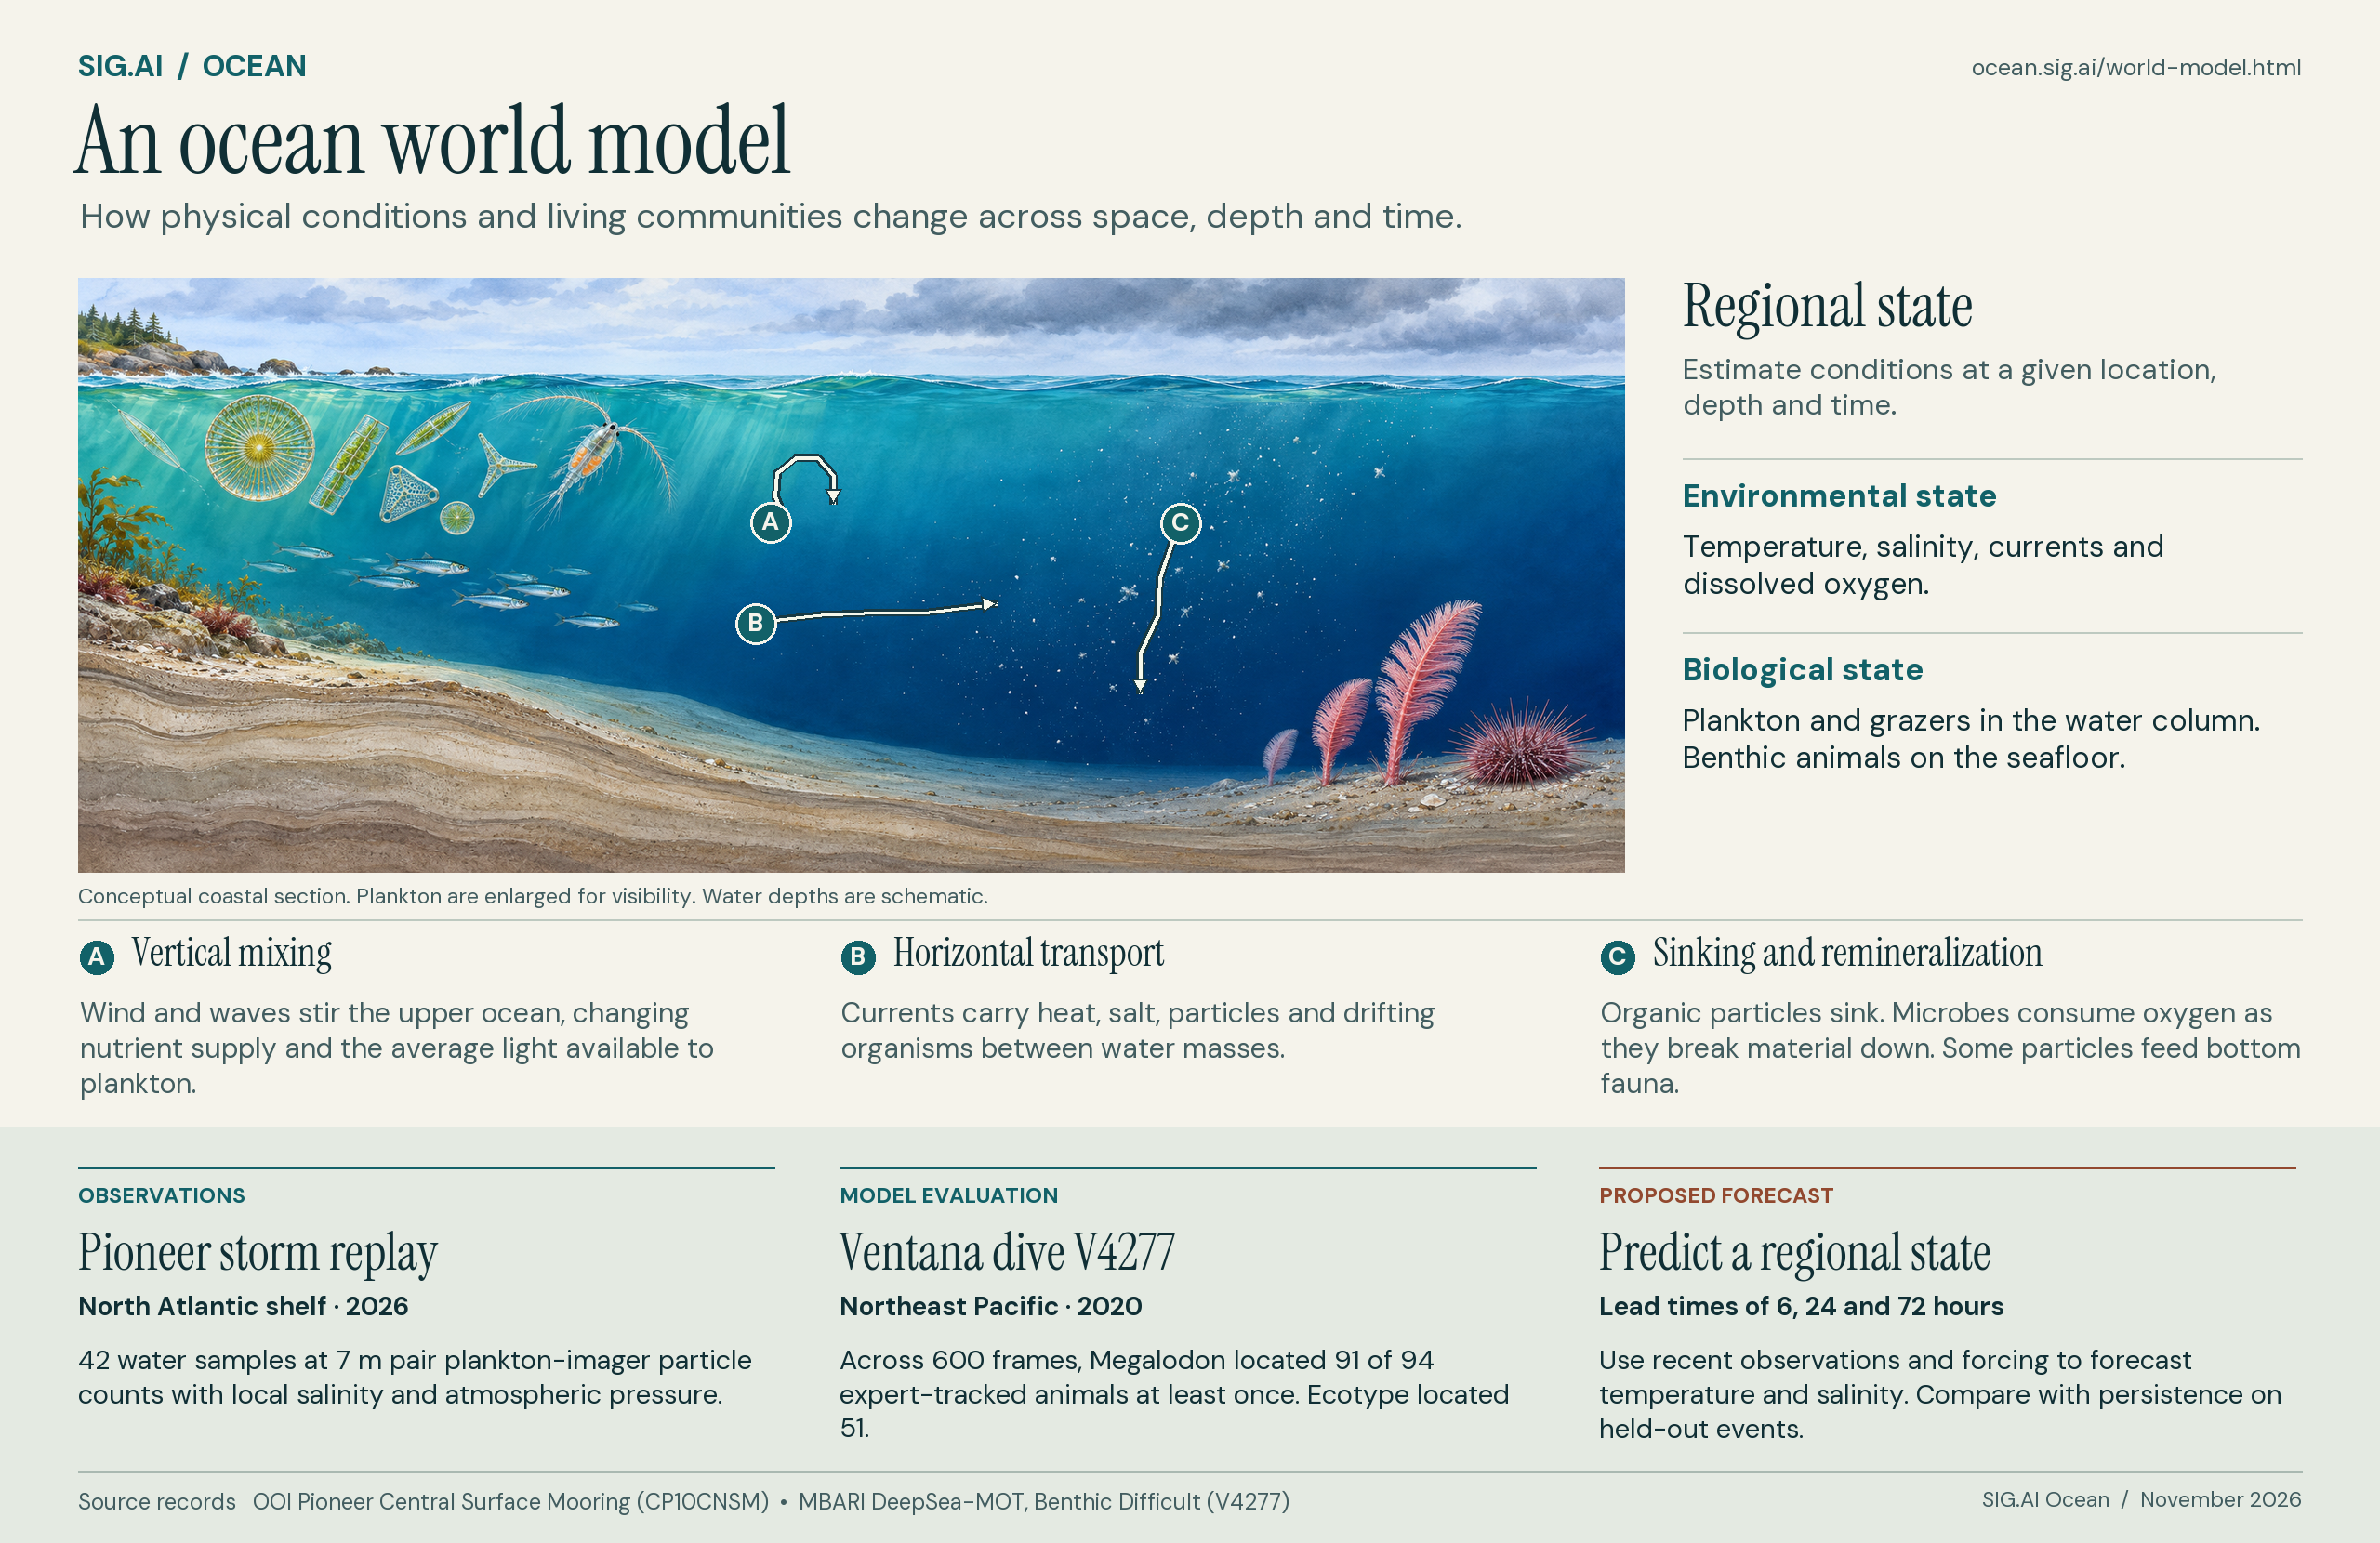 SIG.AI / OCEAN
ocean.sig.ai/world-model.html
An ocean world model
How physical conditions and living communities change across space, depth and time.
A
B
C
Regional state
Estimate conditions at a given location,
depth and time.
Environmental state
Temperature, salinity, currents and
dissolved oxygen.
Biological state
Plankton and grazers in the water column.
Benthic animals on the seafloor.
Conceptual coastal section. Plankton are enlarged for visibility. Water depths are schematic.
A Vertical mixing
Wind and waves stir the upper ocean, changing
nutrient supply and the average light available to
plankton.
B Horizontal transport
Currents carry heat, salt, particles and drifting
organisms between water masses.
C Sinking and remineralization
Organic particles sink. Microbes consume oxygen as
they break material down. Some particles feed bottom
fauna.
OBSERVATIONS
Pioneer storm replay
North Atlantic shelf · 2026
42 water samples at 7 m pair plankton-imager particle
counts with local salinity and atmospheric pressure.
MODEL EVALUATION
Ventana dive V4277
Northeast Pacific · 2020
Across 600 frames, Megalodon located 91 of 94
expert-tracked animals at least once. Ecotype located
51.
PROPOSED FORECAST
Predict a regional state
Lead times of 6, 24 and 72 hours
Use recent observations and forcing to forecast
temperature and salinity. Compare with persistence on
held-out events.
Source records OOI Pioneer Central Surface Mooring (CP10CNSM) • MBARI DeepSea-MOT, Benthic Difficult (V4277)
SIG.AI Ocean / November 2026